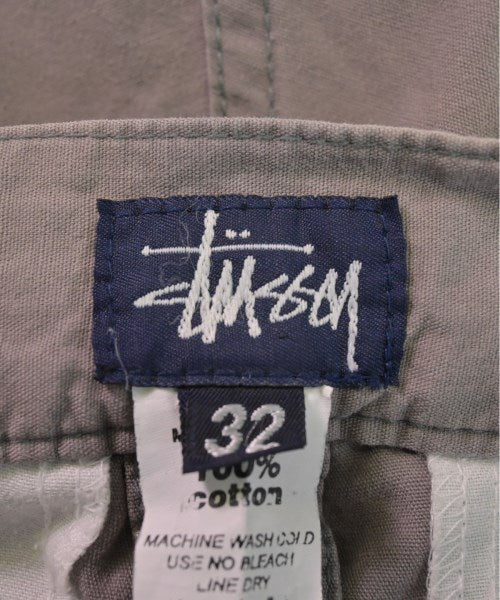 Stüssy
32
100%
cotton
MACHINE WASH COLD
USE NO BLEACH
LINE DRY